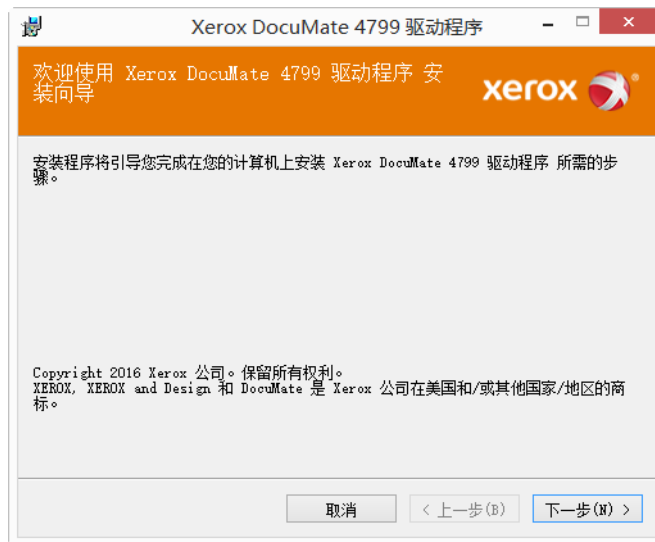 Xerox DocuMate 4799 驱动程序
欢迎使用 Xerox DocuMate 4799 驱动程序 安
装向导
xerox
安装程序将引导您完成在您的计算机上安装 Xerox DocuMate 4799 驱动程序 所需的步
骤。
Copyright 2016 Xerox 公司。保留所有权利。
XEROX, XEROX and Design 和 DocuMate 是 Xerox 公司在美国和/或其他国家/地区的商
标。
取消
< 上一步(B)
下一步(N) >